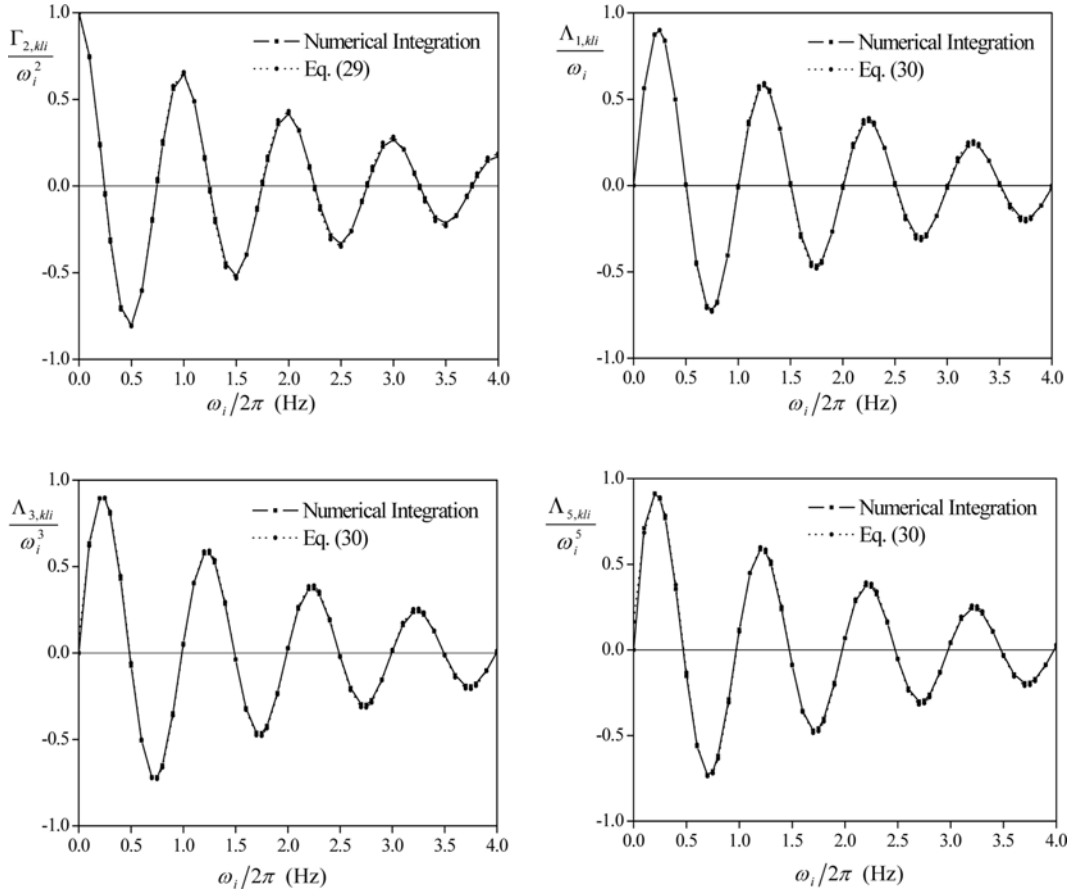 Γ₂,ₖₗᵢ / ωᵢ²
1.0
0.5
0.0
-0.5
-1.0
Numerical Integration
Eq. (29)
0.0 0.5 1.0 1.5 2.0 2.5 3.0 3.5 4.0
ωᵢ/2π (Hz)
Λ₁,ₖₗᵢ / ωᵢ
1.0
0.5
0.0
-0.5
-1.0
Numerical Integration
Eq. (30)
0.0 0.5 1.0 1.5 2.0 2.5 3.0 3.5 4.0
ωᵢ/2π (Hz)
Λ₃,ₖₗᵢ / ωᵢ³
1.0
0.5
0.0
-0.5
-1.0
Numerical Integration
Eq. (30)
0.0 0.5 1.0 1.5 2.0 2.5 3.0 3.5 4.0
ωᵢ/2π (Hz)
Λ₅,ₖₗᵢ / ωᵢ⁵
1.0
0.5
0.0
-0.5
-1.0
Numerical Integration
Eq. (30)
0.0 0.5 1.0 1.5 2.0 2.5 3.0 3.5 4.0
ωᵢ/2π (Hz)